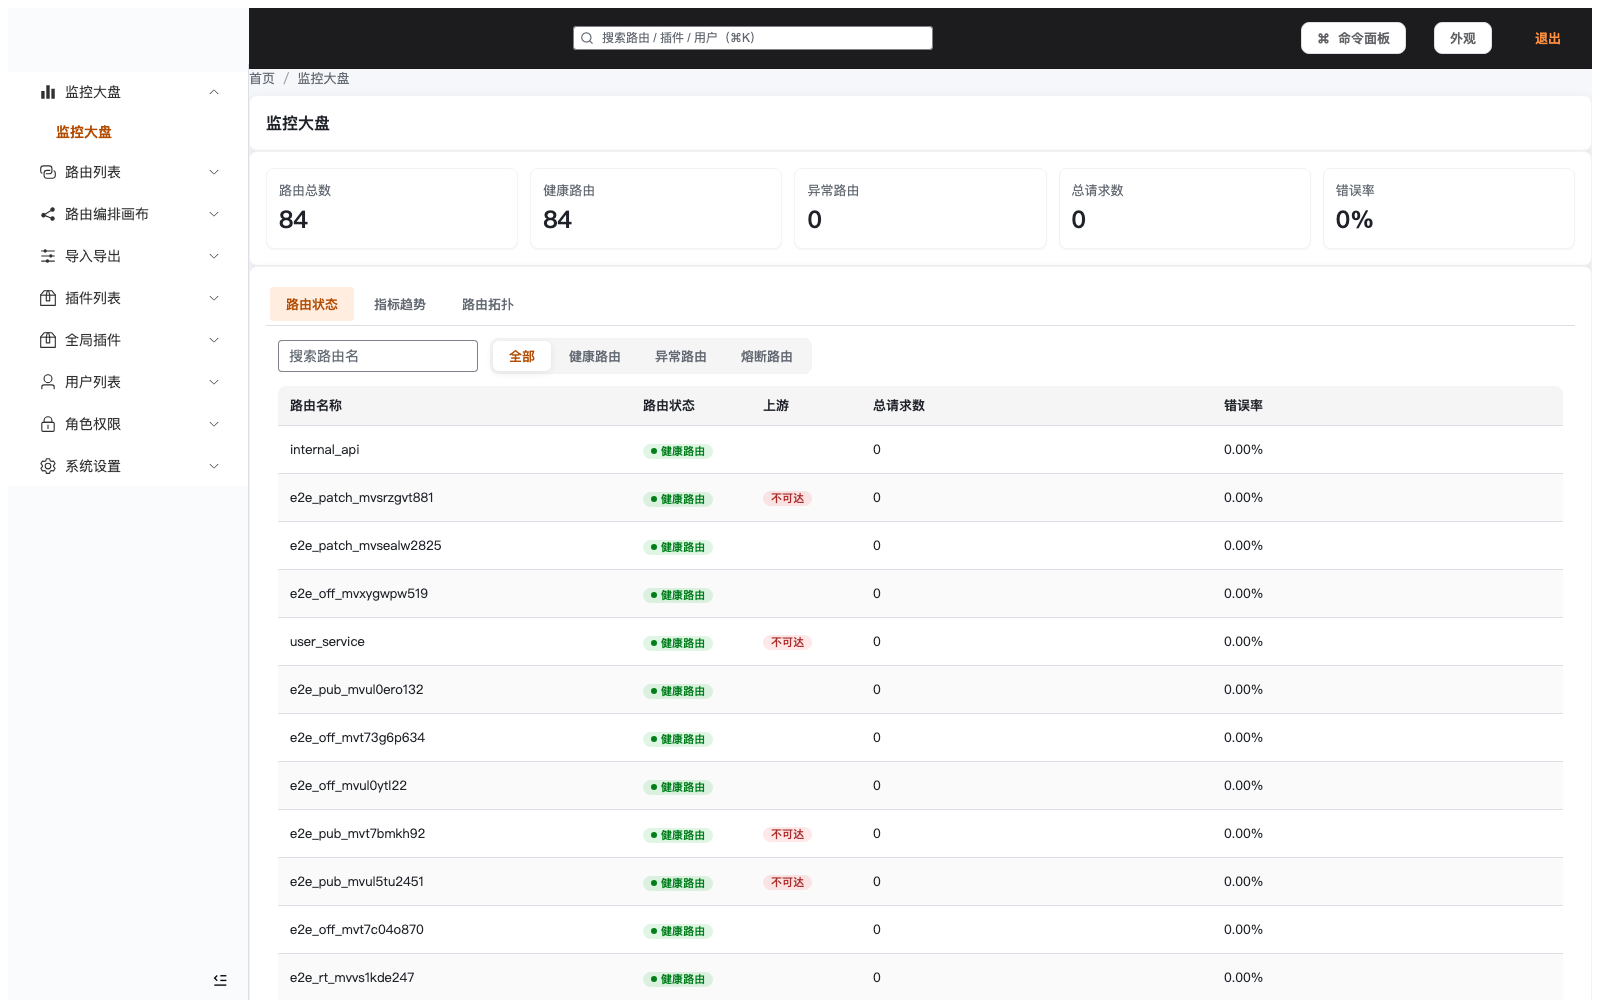 搜索路由 / 插件 / 用户（⌘K）
⌘ 命令面板
外观
退出
监控大盘
监控大盘
路由列表
路由编排画布
导入导出
插件列表
全局插件
用户列表
角色权限
系统设置
首页 / 监控大盘
监控大盘
路由总数
84
健康路由
84
异常路由
0
总请求数
0
错误率
0%
路由状态 指标趋势 路由拓扑
搜索路由名 全部 健康路由 异常路由 熔断路由
路由名称 路由状态 上游 总请求数 错误率
internal_api 健康路由 0 0.00%
e2e_patch_mvsrzgvt881 健康路由 不可达 0 0.00%
e2e_patch_mvsealw2825 健康路由 0 0.00%
e2e_off_mvxygwpw519 健康路由 0 0.00%
user_service 健康路由 不可达 0 0.00%
e2e_pub_mvul0ero132 健康路由 0 0.00%
e2e_off_mvt73g6p634 健康路由 0 0.00%
e2e_off_mvul0ytl22 健康路由 0 0.00%
e2e_pub_mvt7bmkh92 健康路由 不可达 0 0.00%
e2e_pub_mvul5tu2451 健康路由 不可达 0 0.00%
e2e_off_mvt7c04o870 健康路由 0 0.00%
e2e_rt_mvvs1kde247 健康路由 0 0.00%